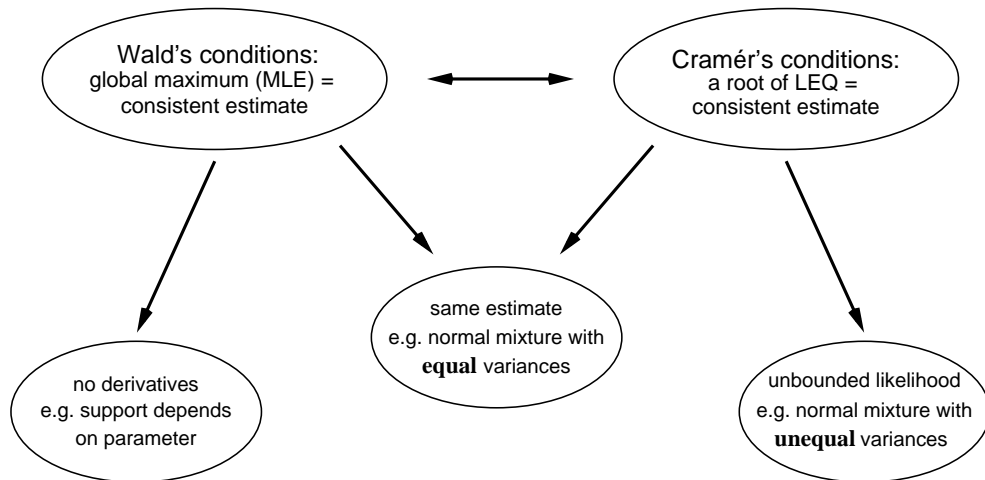 Wald's conditions:
global maximum (MLE) =
consistent estimate
Cramér's conditions:
a root of LEQ =
consistent estimate
same estimate
e.g. normal mixture with
equal variances
no derivatives
e.g. support depends
on parameter
unbounded likelihood
e.g. normal mixture with
unequal variances